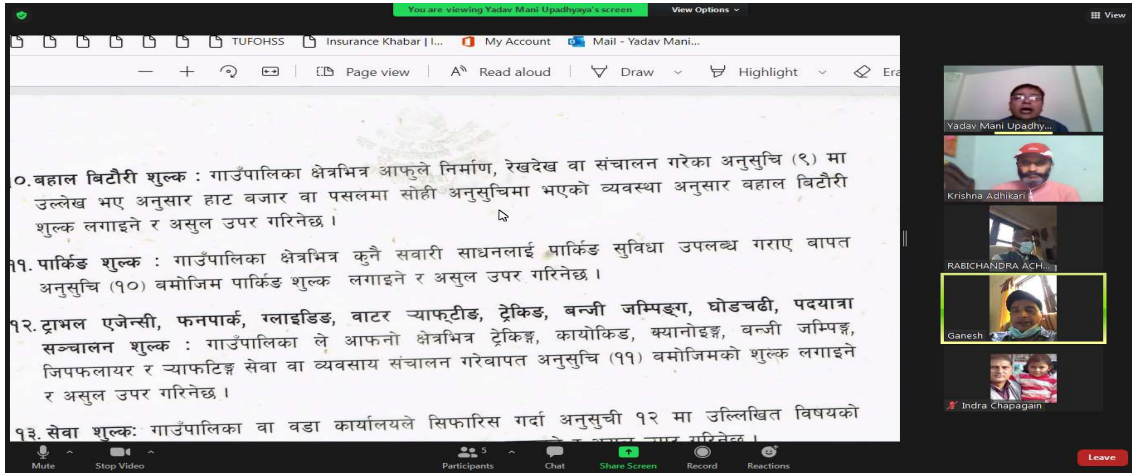 You are viewing Yadav Mani Upadhyaya's screen View Options
View
TUFOHSS Insurance Khabar | I... My Account Mail - Yadav Mani...
Page view Read aloud Draw Highlight Era
०. बहाल बिटौरी शुल्क : गाउँपालिका क्षेत्रभित्र आफुले निर्माण, रेखदेख वा संचालन गरेका अनुसुचि (९) मा
उल्लेख भए अनुसार हाट बजार वा पसलमा सोही अनुसुचिमा भएको व्यवस्था अनुसार बहाल बिटौरी
शुल्क लगाइने र असुल उपर गरिनेछ ।
११. पार्किङ शुल्क : गाउँपालिका क्षेत्रभित्र कुनै सवारी साधनलाई पार्किङ सुविधा उपलब्ध गराए बापत
अनुसुचि (१०) बमोजिम पार्किङ शुल्क लगाइने र असुल उपर गरिनेछ ।
१२. ट्राभल एजेन्सी, फनपार्क, ग्लाइडिङ, वाटर र्‍याफ्टीङ, ट्रेकिङ, बन्जी जम्पिङ्ग, घोडचढी, पदयात्रा
सञ्चालन शुल्क : गाउँपालिका ले आफनो क्षेत्रभित्र ट्रेकिङ्ग, कायोकिङ, क्यानोइङ्ग, बन्जी जम्पिङ्ग,
जिपफलायर र र्‍याफटिङ्ग सेवा वा व्यवसाय संचालन गरेवापत अनुसुचि (११) बमोजिमको शुल्क लगाइने
र असुल उपर गरिनेछ ।
१३. सेवा शुल्क: गाउँपालिका वा वडा कार्यालयले सिफारिस गर्दा अनुसुची १२ मा उल्लिखित विषयको
Yadav Mani Upadhy...
Krishna Adhikari
RABICHANDRA ACH...
Ganesh
Indra Chapagain
Mute Stop Video Participants 5 Chat Share Screen Record Reactions Leave